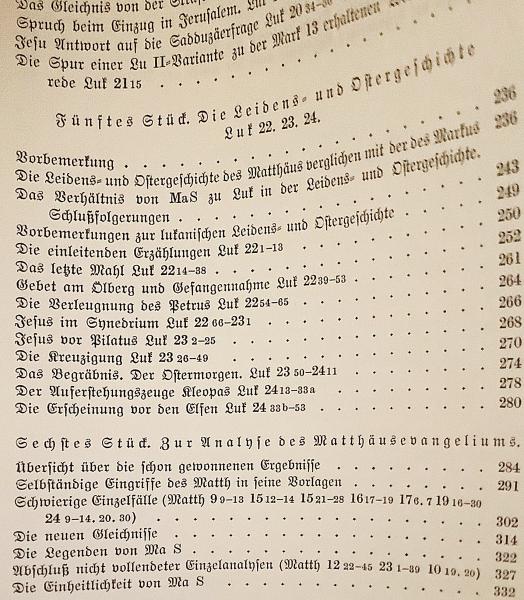 Das Gleichnis von der
Spruch beim Einzug in Jerusalem. Luk
Jesu Antwort auf die Sadduzäerfrage Luk 20 34–36
Die Spur einer Lu II=Variante zu der Mark 13 erhaltenen
rede Luk 21 15
Fünftes Stück. Die Leidens= und Ostergeschichte
Luk 22. 23. 24.
Vorbemerkung . . . 236
Die Leidens= und Ostergeschichte des Matthäus verglichen mit der des Markus 236
Das Verhältnis von MaS zu Luk in der Leidens= und Ostergeschichte. 243
Schlußfolgerungen . . . 249
Vorbemerkungen zur lukanischen Leidens= und Ostergeschichte . . . 250
Die einleitenden Erzählungen Luk 22 1–13 . . . 252
Das letzte Mahl Luk 22 14–38 . . . 261
Gebet am Ölberg und Gefangennahme Luk 22 39–53 . . . 264
Die Verleugnung des Petrus Luk 22 54–65 . . . 266
Jesus im Synedrium Luk 22 66–23 1 . . . 268
Jesus vor Pilatus Luk 23 2–25 . . . 270
Die Kreuzigung Luk 23 26–49 . . . 274
Das Begräbnis. Der Ostermorgen. Luk 23 50–24 11 . . . 278
Der Auferstehungszeuge Kleopas Luk 24 13–33a . . . 280
Die Erscheinung vor den Elfen Luk 24 33b–53
Sechstes Stück. Zur Analyse des Matthäusevangeliums.
Übersicht über die schon gewonnenen Ergebnisse . . . 284
Selbständige Eingriffe des Matth in seine Vorlagen . . . 291
Schwierige Einzelfälle (Matth 9 9–13 15 12–14 15 21–28 16 17–19 17 6. 7 19 16–30
24 9–14. 20. 30) . . . 302
Die neuen Gleichnisse . . . 314
Die Legenden von Ma S . . . 322
Abschluß nicht vollendeter Einzelanalysen (Matth 12 22–45 23 1–39 10 19. 20) 327
Die Einheitlichkeit von Ma S . . . 332